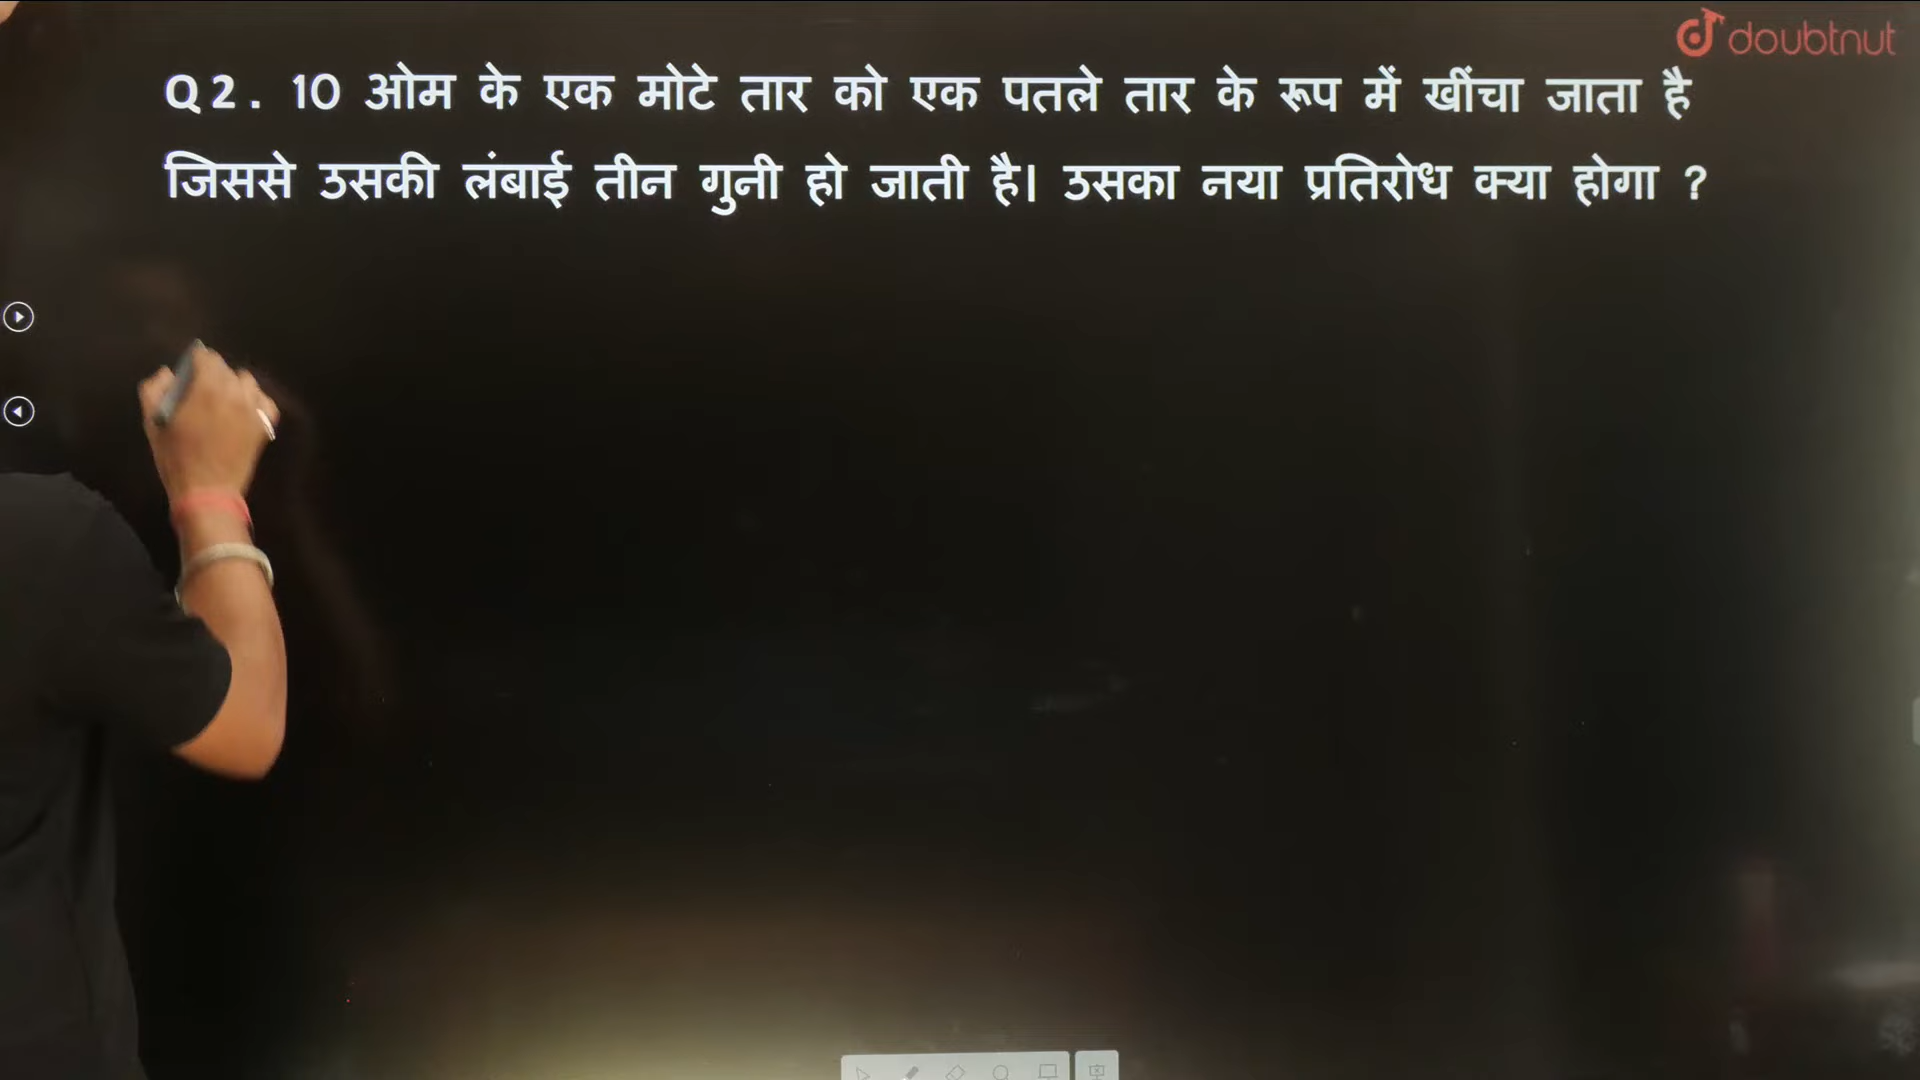 doubtnut
Q2. 10 ओम के एक मोटे तार को एक पतले तार के रूप में खींचा जाता है
जिससे उसकी लंबाई तीन गुनी हो जाती है। उसका नया प्रतिरोध क्या होगा ?